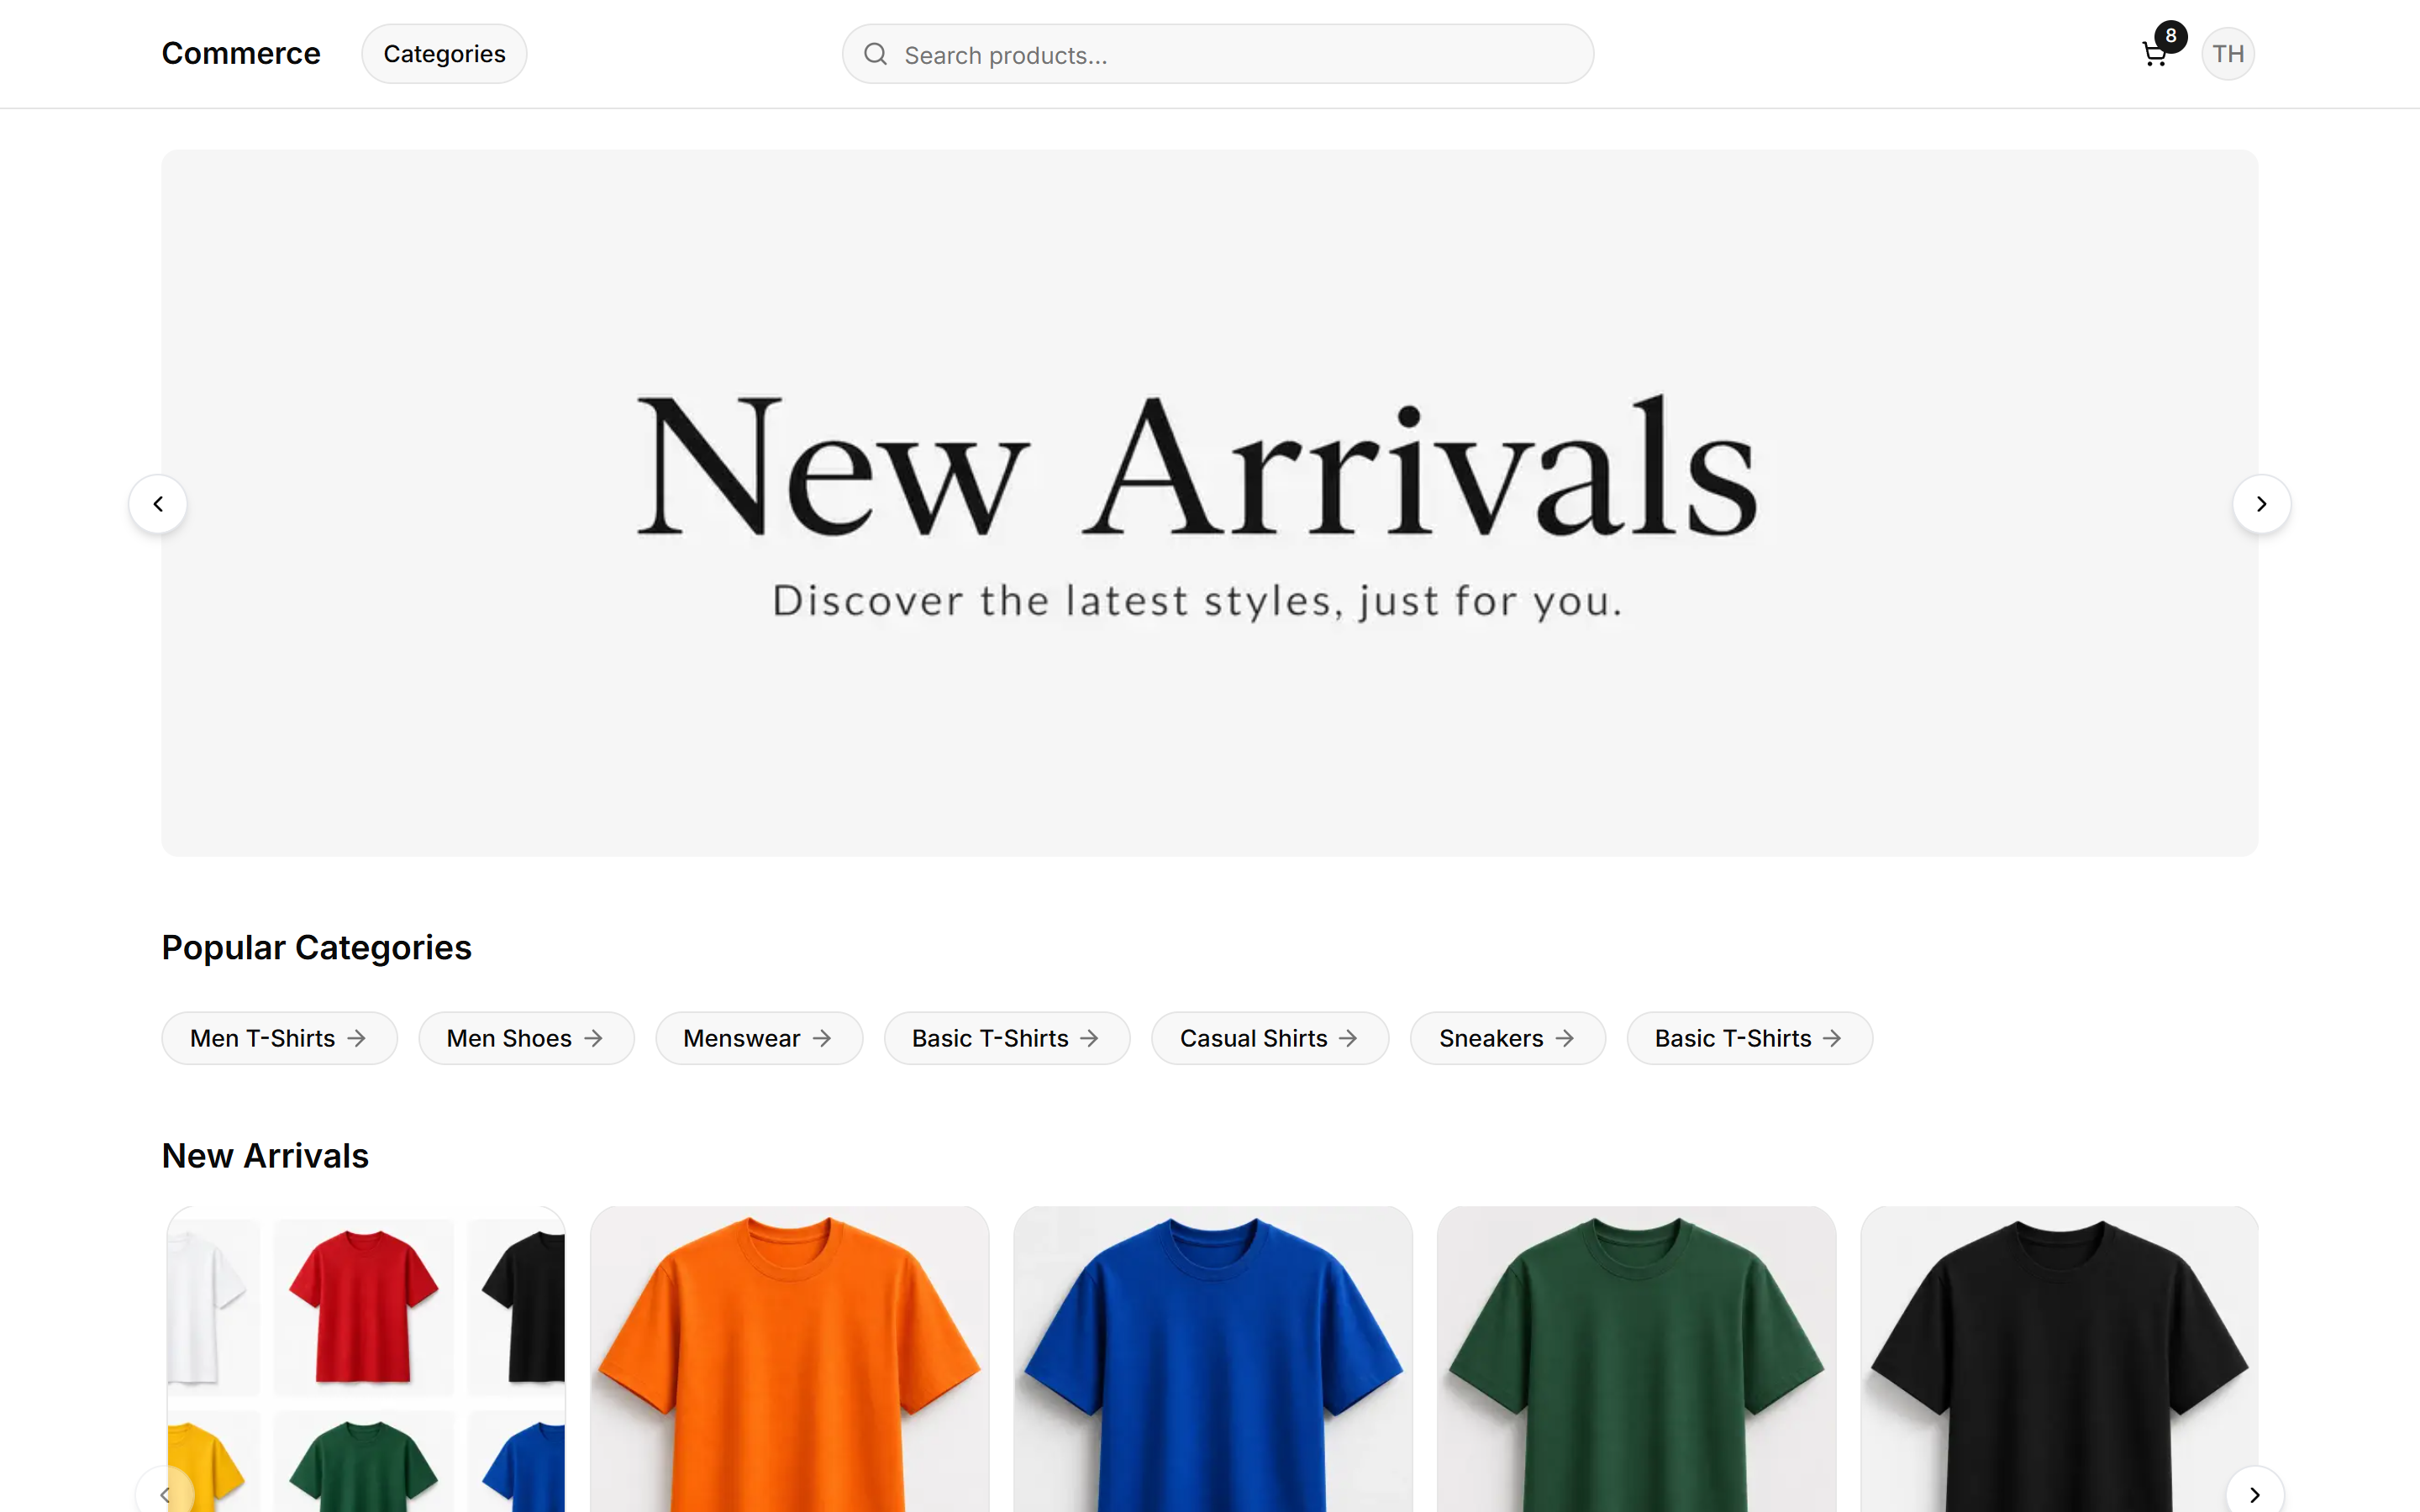 Commerce
Categories
Search products...
8
TH
New Arrivals
Discover the latest styles, just for you.
Popular Categories
Men T-Shirts
Men Shoes
Menswear
Basic T-Shirts
Casual Shirts
Sneakers
Basic T-Shirts
New Arrivals